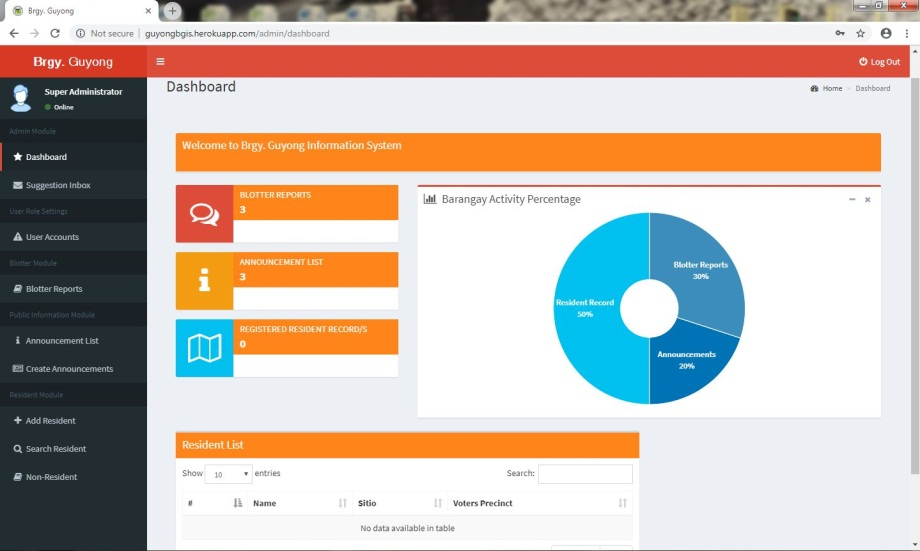 Brgy. Guyong
Not secure | guyongbgis.herokuapp.com/admin/dashboard
Brgy. Guyong
Log Out
Super Administrator
Online
Dashboard
Home > Dashboard
Admin Module
Dashboard
Suggestion Inbox
User Role Settings
User Accounts
Blotter Module
Blotter Reports
Public Information Module
Announcement List
Create Announcements
Resident Module
Add Resident
Search Resident
Non-Resident
Welcome to Brgy. Guyong Information System
BLOTTER REPORTS
3
ANNOUNCEMENT LIST
3
REGISTERED RESIDENT RECORD/S
0
Barangay Activity Percentage
Blotter Reports
30%
Resident Record
50%
Announcements
20%
Resident List
Show 10 entries
Search:
# Name Sitio Voters Precinct
No data available in table